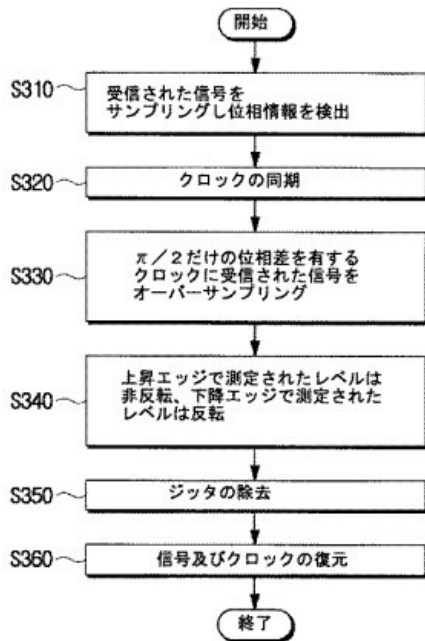 開始
S310
受信された信号を
サンプリングし位相情報を検出
S320
クロックの同期
S330
π/2だけの位相差を有する
クロックに受信された信号を
オーバーサンプリング
S340
上昇エッジで測定されたレベルは
非反転、下降エッジで測定された
レベルは反転
S350
ジッタの除去
S360
信号及びクロックの復元
終了